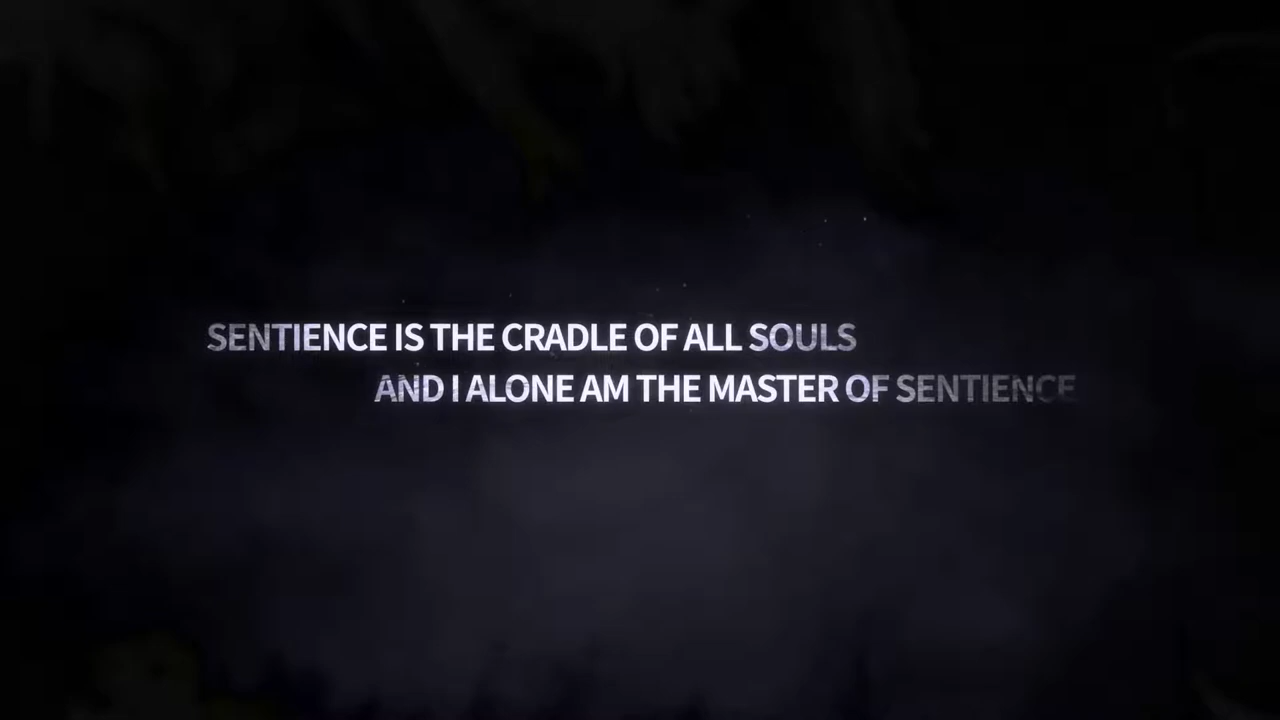 SENTIENCE IS THE CRADLE OF ALL SOULS
AND I ALONE AM THE MASTER OF SENTIENCE